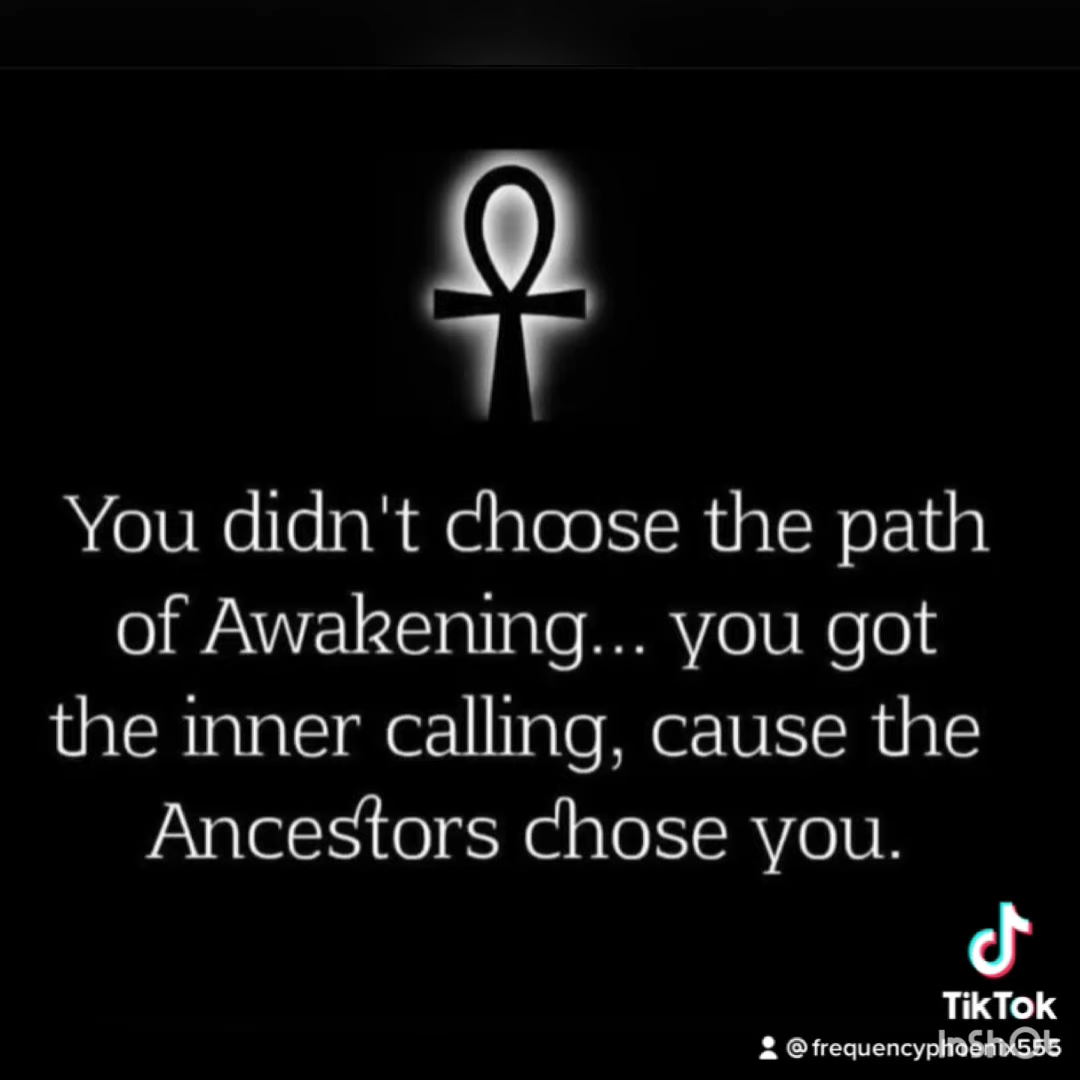 You didn't choose the path
of Awakening... you got
the inner calling, cause the
Ancestors chose you.
TikTok
InShOt
@frequencyphoenix555